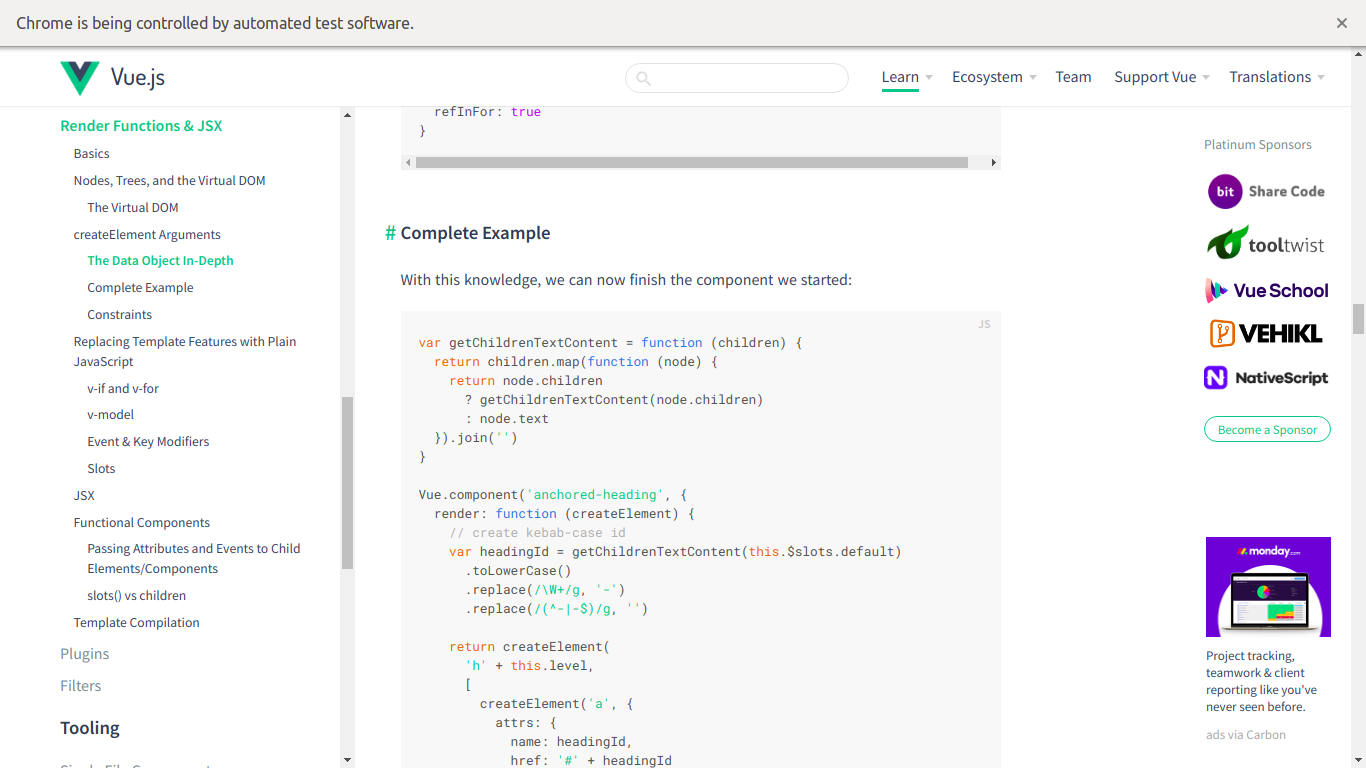 Chrome is being controlled by automated test software.
Vue.js
Learn
Ecosystem
Team
Support Vue
Translations
Render Functions & JSX
Basics
Nodes, Trees, and the Virtual DOM
The Virtual DOM
createElement Arguments
The Data Object In-Depth
Complete Example
Constraints
Replacing Template Features with Plain
JavaScript
v-if and v-for
v-model
Event & Key Modifiers
Slots
JSX
Functional Components
Passing Attributes and Events to Child
Elements/Components
slots() vs children
Template Compilation
Plugins
Filters
Tooling
refInFor: true
}
# Complete Example
With this knowledge, we can now finish the component we started:
JS
var getChildrenTextContent = function (children) {
return children.map(function (node) {
return node.children
? getChildrenTextContent(node.children)
: node.text
}).join('')
}
Vue.component('anchored-heading', {
render: function (createElement) {
// create kebab-case id
var headingId = getChildrenTextContent(this.$slots.default)
.toLowerCase()
.replace(/\W+/g, '-')
.replace(/(^-|-$)/g, '')
return createElement(
'h' + this.level,
[
createElement('a', {
attrs: {
name: headingId,
href: '#' + headingId
Platinum Sponsors
bit Share Code
tooltwist
Vue School
VEHIKL
NativeScript
Become a Sponsor
monday.com
Project tracking,
teamwork & client
reporting like you've
never seen before.
ads via Carbon